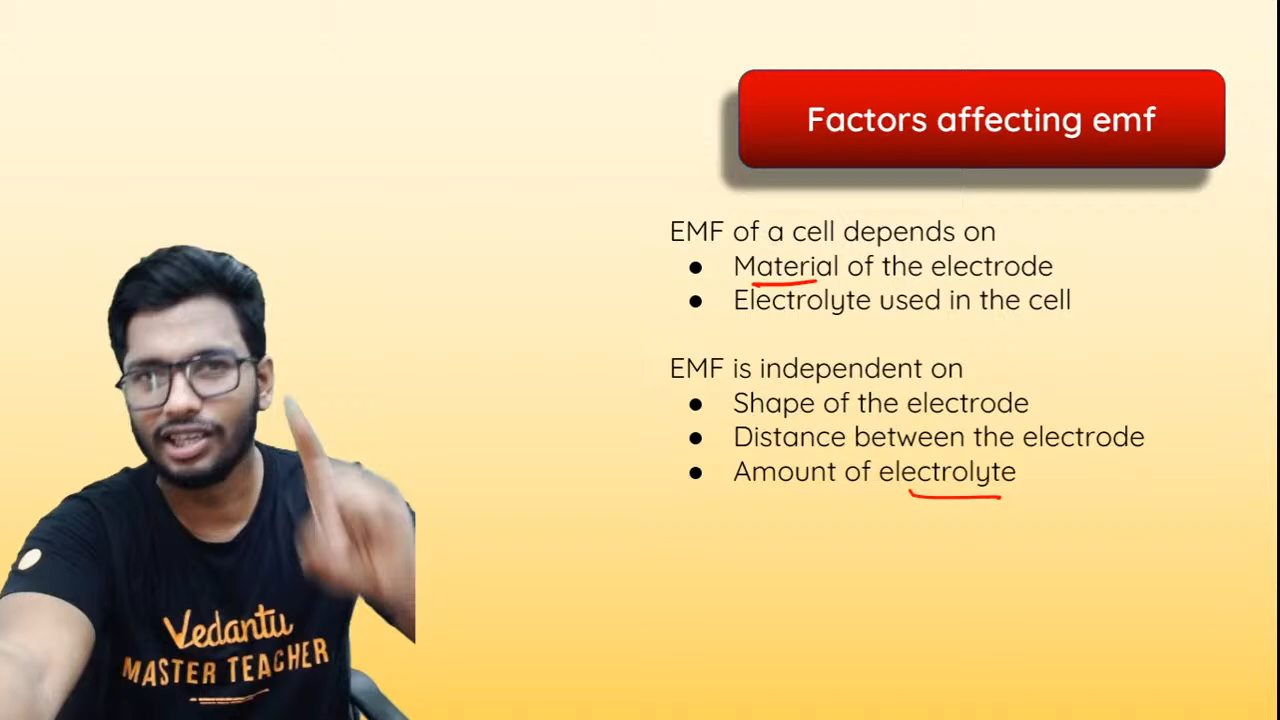 Factors affecting emf
EMF of a cell depends on
● Material of the electrode
● Electrolyte used in the cell
EMF is independent on
● Shape of the electrode
● Distance between the electrode
● Amount of electrolyte
Vedantu
MASTER TEACHER